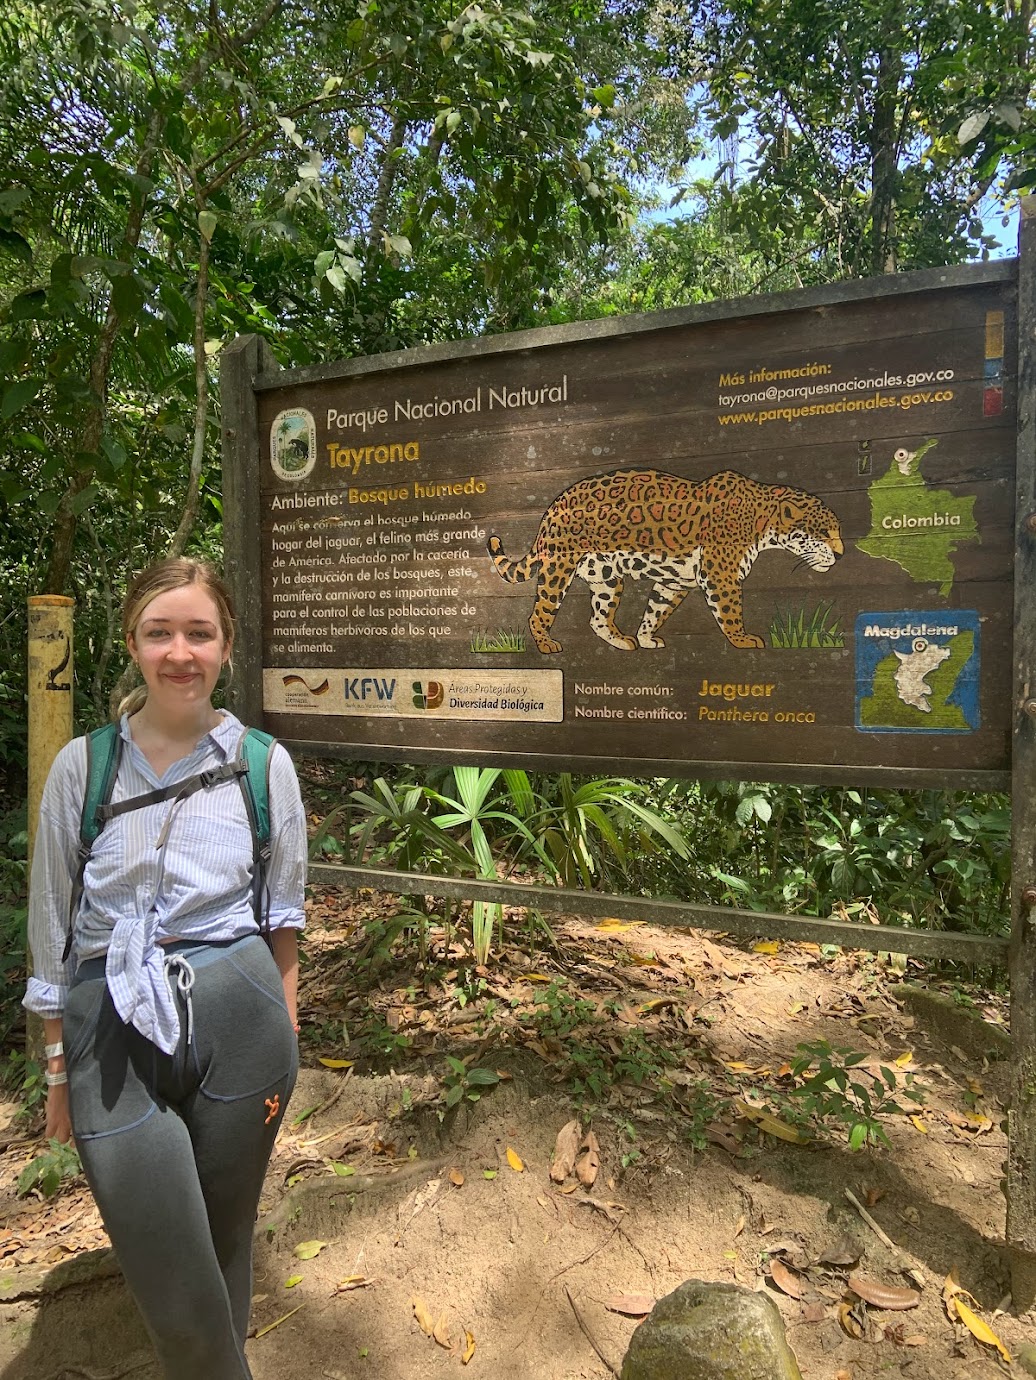 Parque Nacional Natural
Tayrona
Ambiente: Bosque húmedo
Aquí se conserva el bosque húmedo
hogar del jaguar, el felino más grande
de América. Afectado por la cacería
y la destrucción de los bosques, este
mamífero carnívoro es importante
para el control de las poblaciones de
mamíferos herbívoros de los que
se alimenta.
KFW
Áreas Protegidas y
Diversidad Biológica
Más información:
tayrona@parquesnacionales.gov.co
www.parquesnacionales.gov.co
Colombia
Magdalena
Nombre común: Jaguar
Nombre científico: Panthera onca
2